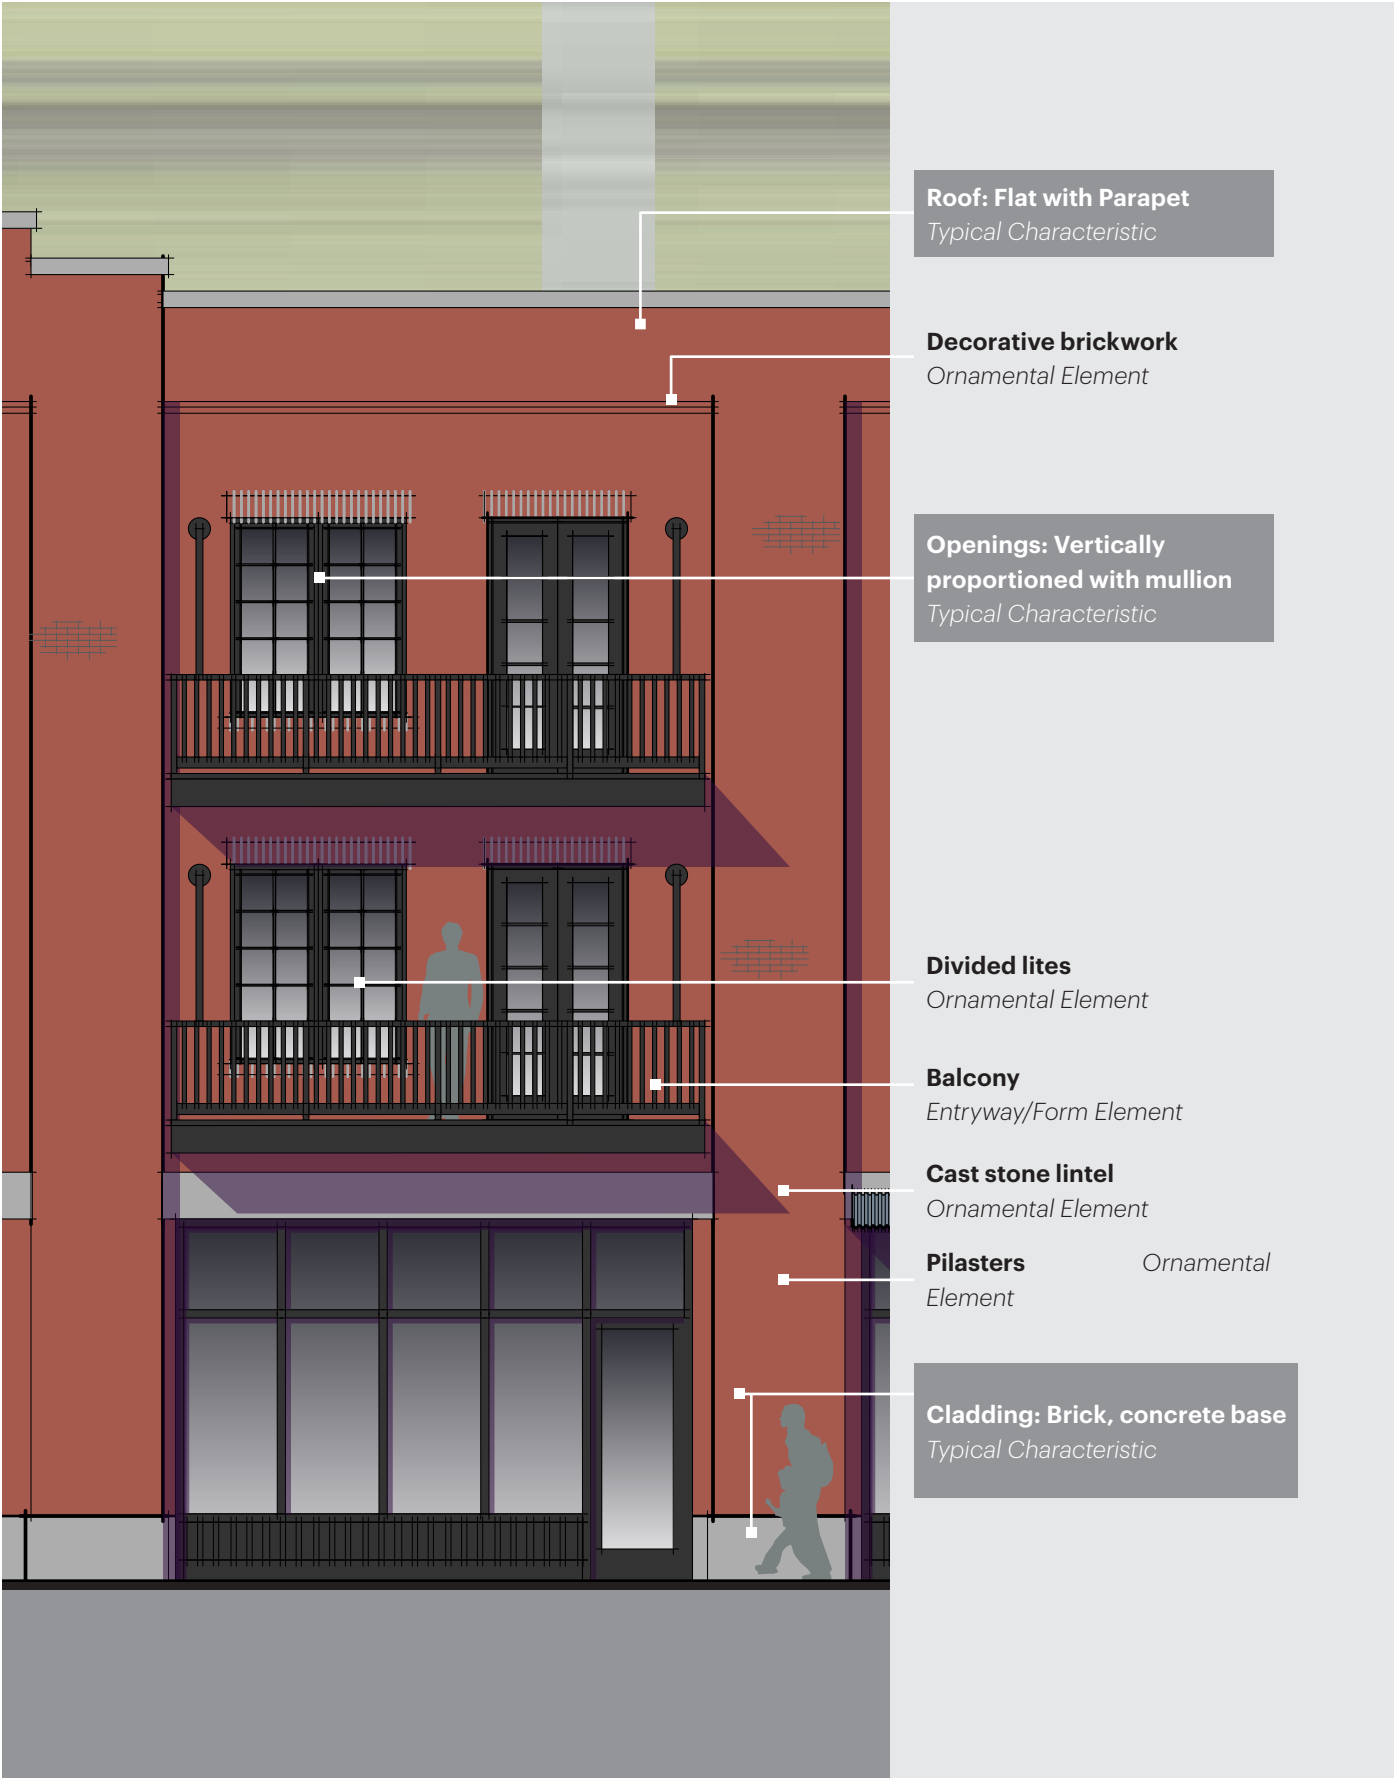 Roof: Flat with Parapet
Typical Characteristic
Decorative brickwork
Ornamental Element
Openings: Vertically
proportioned with mullion
Typical Characteristic
Divided lites
Ornamental Element
Balcony
Entryway/Form Element
Cast stone lintel
Ornamental Element
Pilasters Ornamental
Element
Cladding: Brick, concrete base
Typical Characteristic